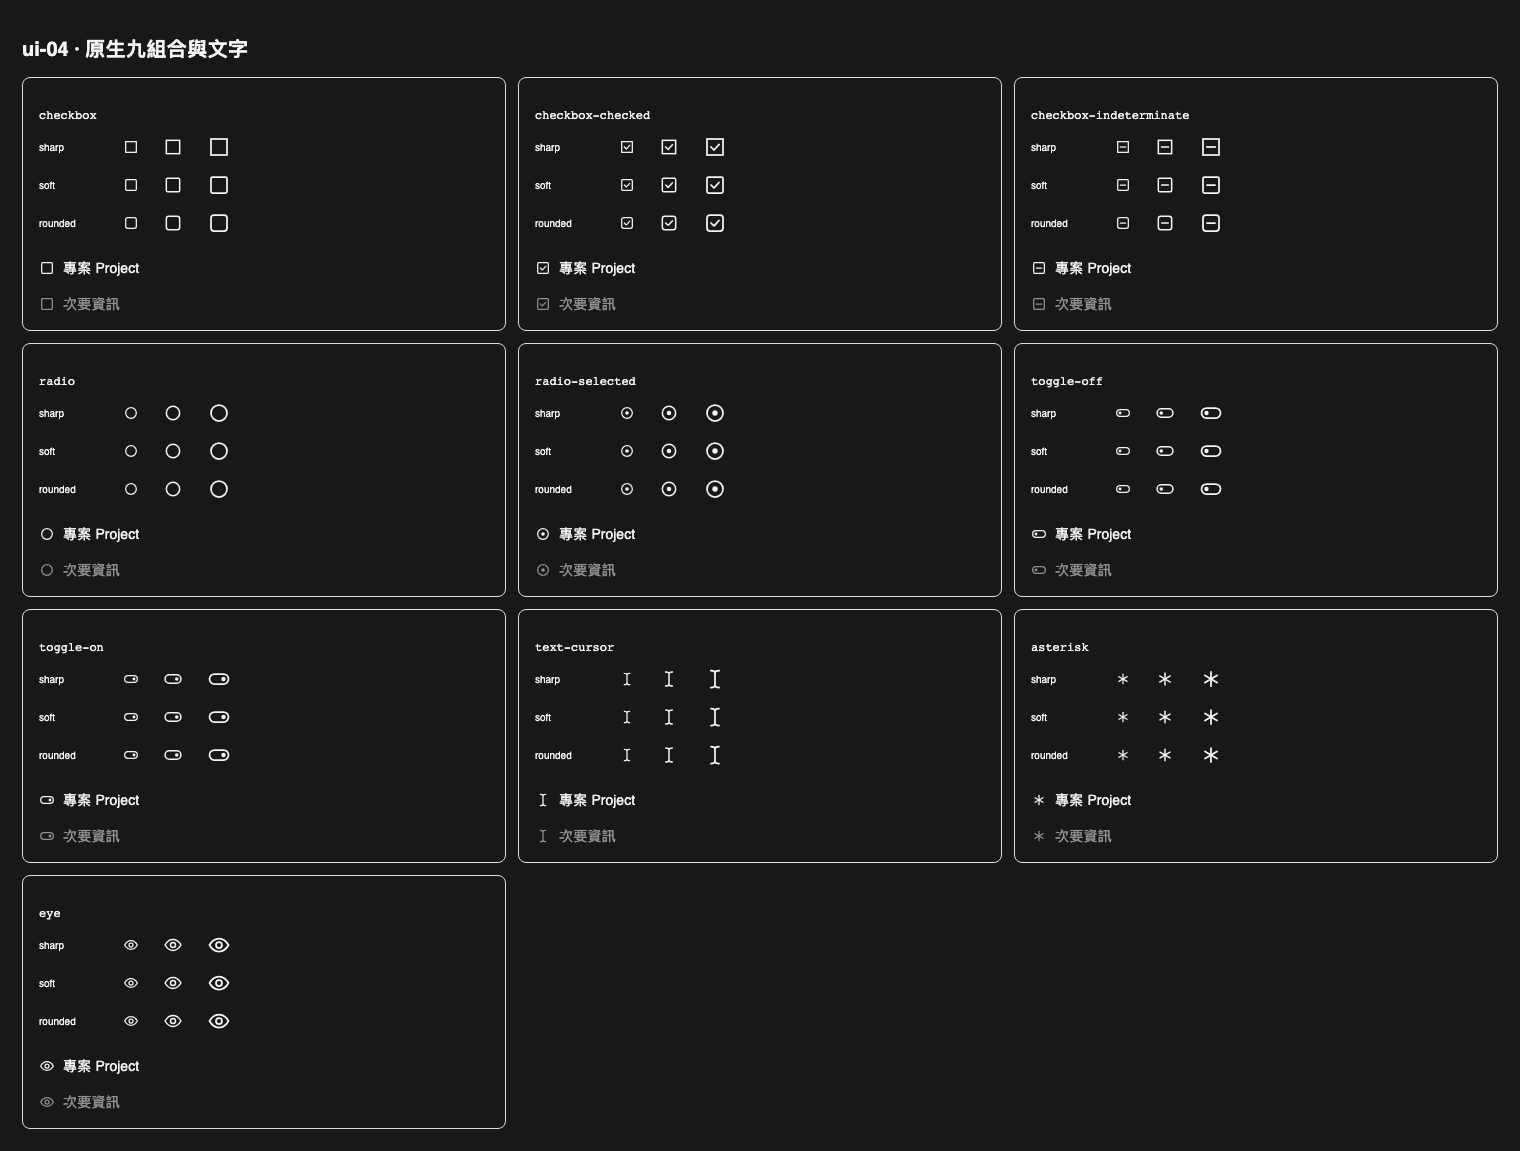 ui-04 · 原生九組合與文字
checkbox
sharp
soft
rounded
專案 Project
次要資訊
checkbox-checked
sharp
soft
rounded
專案 Project
次要資訊
checkbox-indeterminate
sharp
soft
rounded
專案 Project
次要資訊
radio
sharp
soft
rounded
專案 Project
次要資訊
radio-selected
sharp
soft
rounded
專案 Project
次要資訊
toggle-off
sharp
soft
rounded
專案 Project
次要資訊
toggle-on
sharp
soft
rounded
專案 Project
次要資訊
text-cursor
sharp
soft
rounded
專案 Project
次要資訊
asterisk
sharp
soft
rounded
專案 Project
次要資訊
eye
sharp
soft
rounded
專案 Project
次要資訊